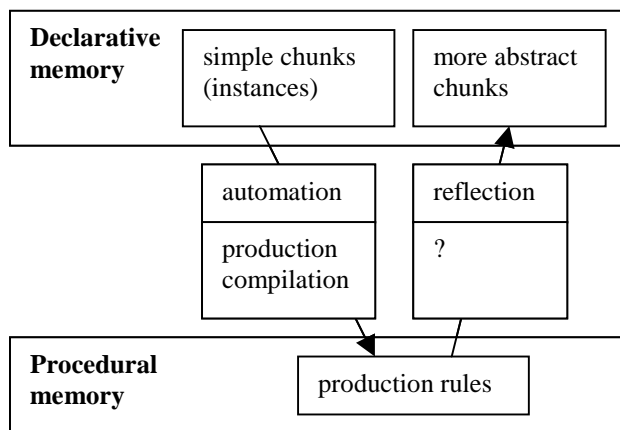 Declarative
memory
simple chunks
(instances)
more abstract
chunks
automation
production
compilation
reflection
?
Procedural
memory
production rules